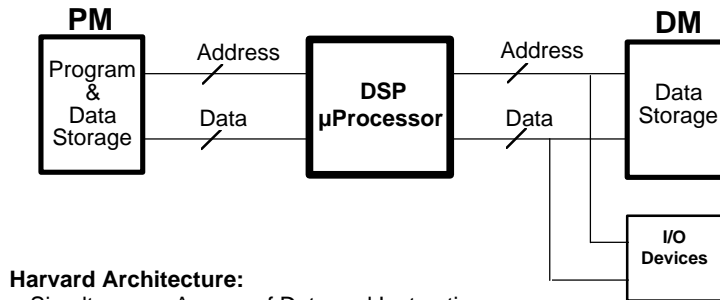 PM
DM
Address
Address
Program
&
Data
Storage
DSP
µProcessor
Data
Storage
Data
Data
I/O
Devices
Harvard Architecture: